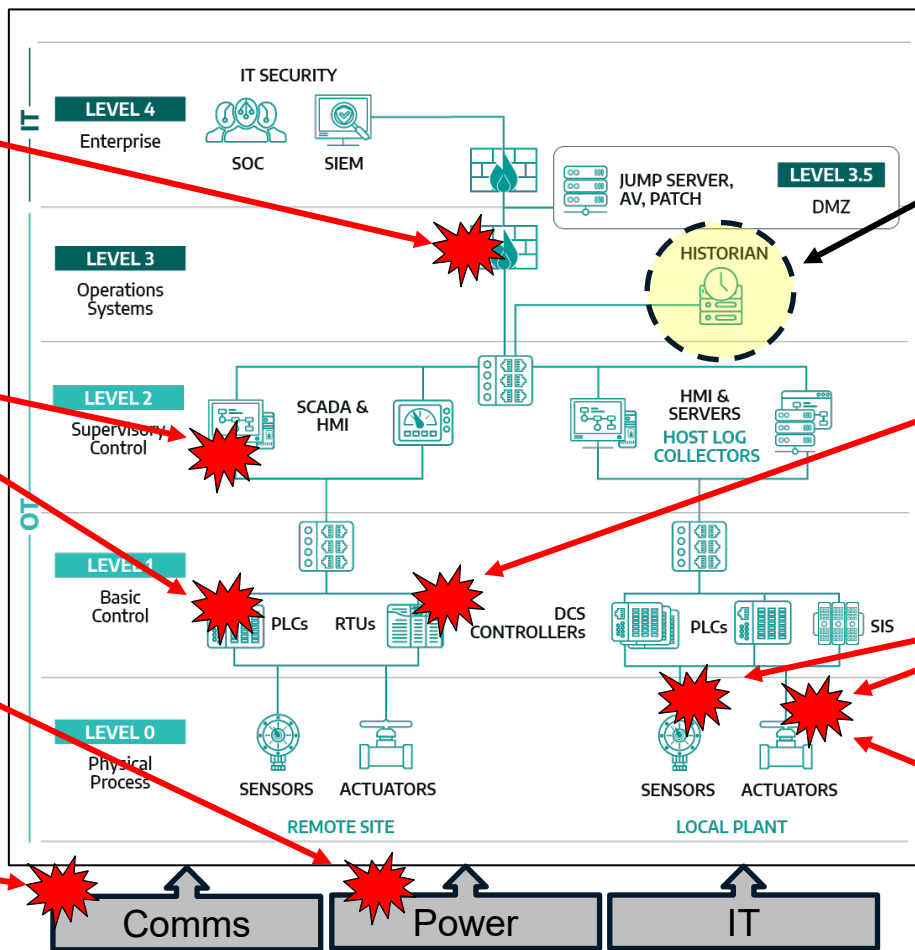 IT SECURITY
IT
LEVEL 4
Enterprise
SOC
SIEM
JUMP SERVER,
AV, PATCH
LEVEL 3.5
DMZ
LEVEL 3
Operations
Systems
HISTORIAN
OT
LEVEL 2
Supervisory
Control
SCADA &
HMI
HMI &
SERVERS
HOST LOG
COLLECTORS
LEVEL 1
Basic
Control
PLCs
RTUs
DCS
CONTROLLERs
PLCs
SIS
LEVEL 0
Physical
Process
SENSORS
ACTUATORS
SENSORS
ACTUATORS
REMOTE SITE
LOCAL PLANT
Comms
Power
IT